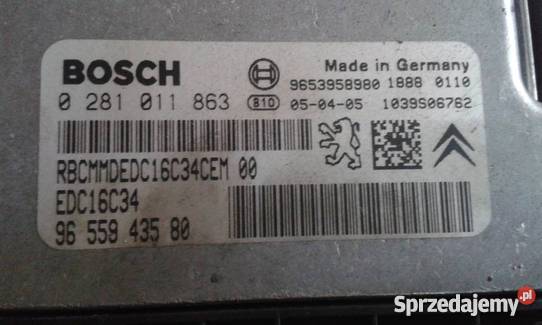 BOSCH
Made in Germany
9653958980 1888 0110
0 281 011 863 B10 05-04-05 1039S06762
RBCMMDEDC16C34CEM 00
EDC16C34
96 559 435 80
Sprzedajemy.pl